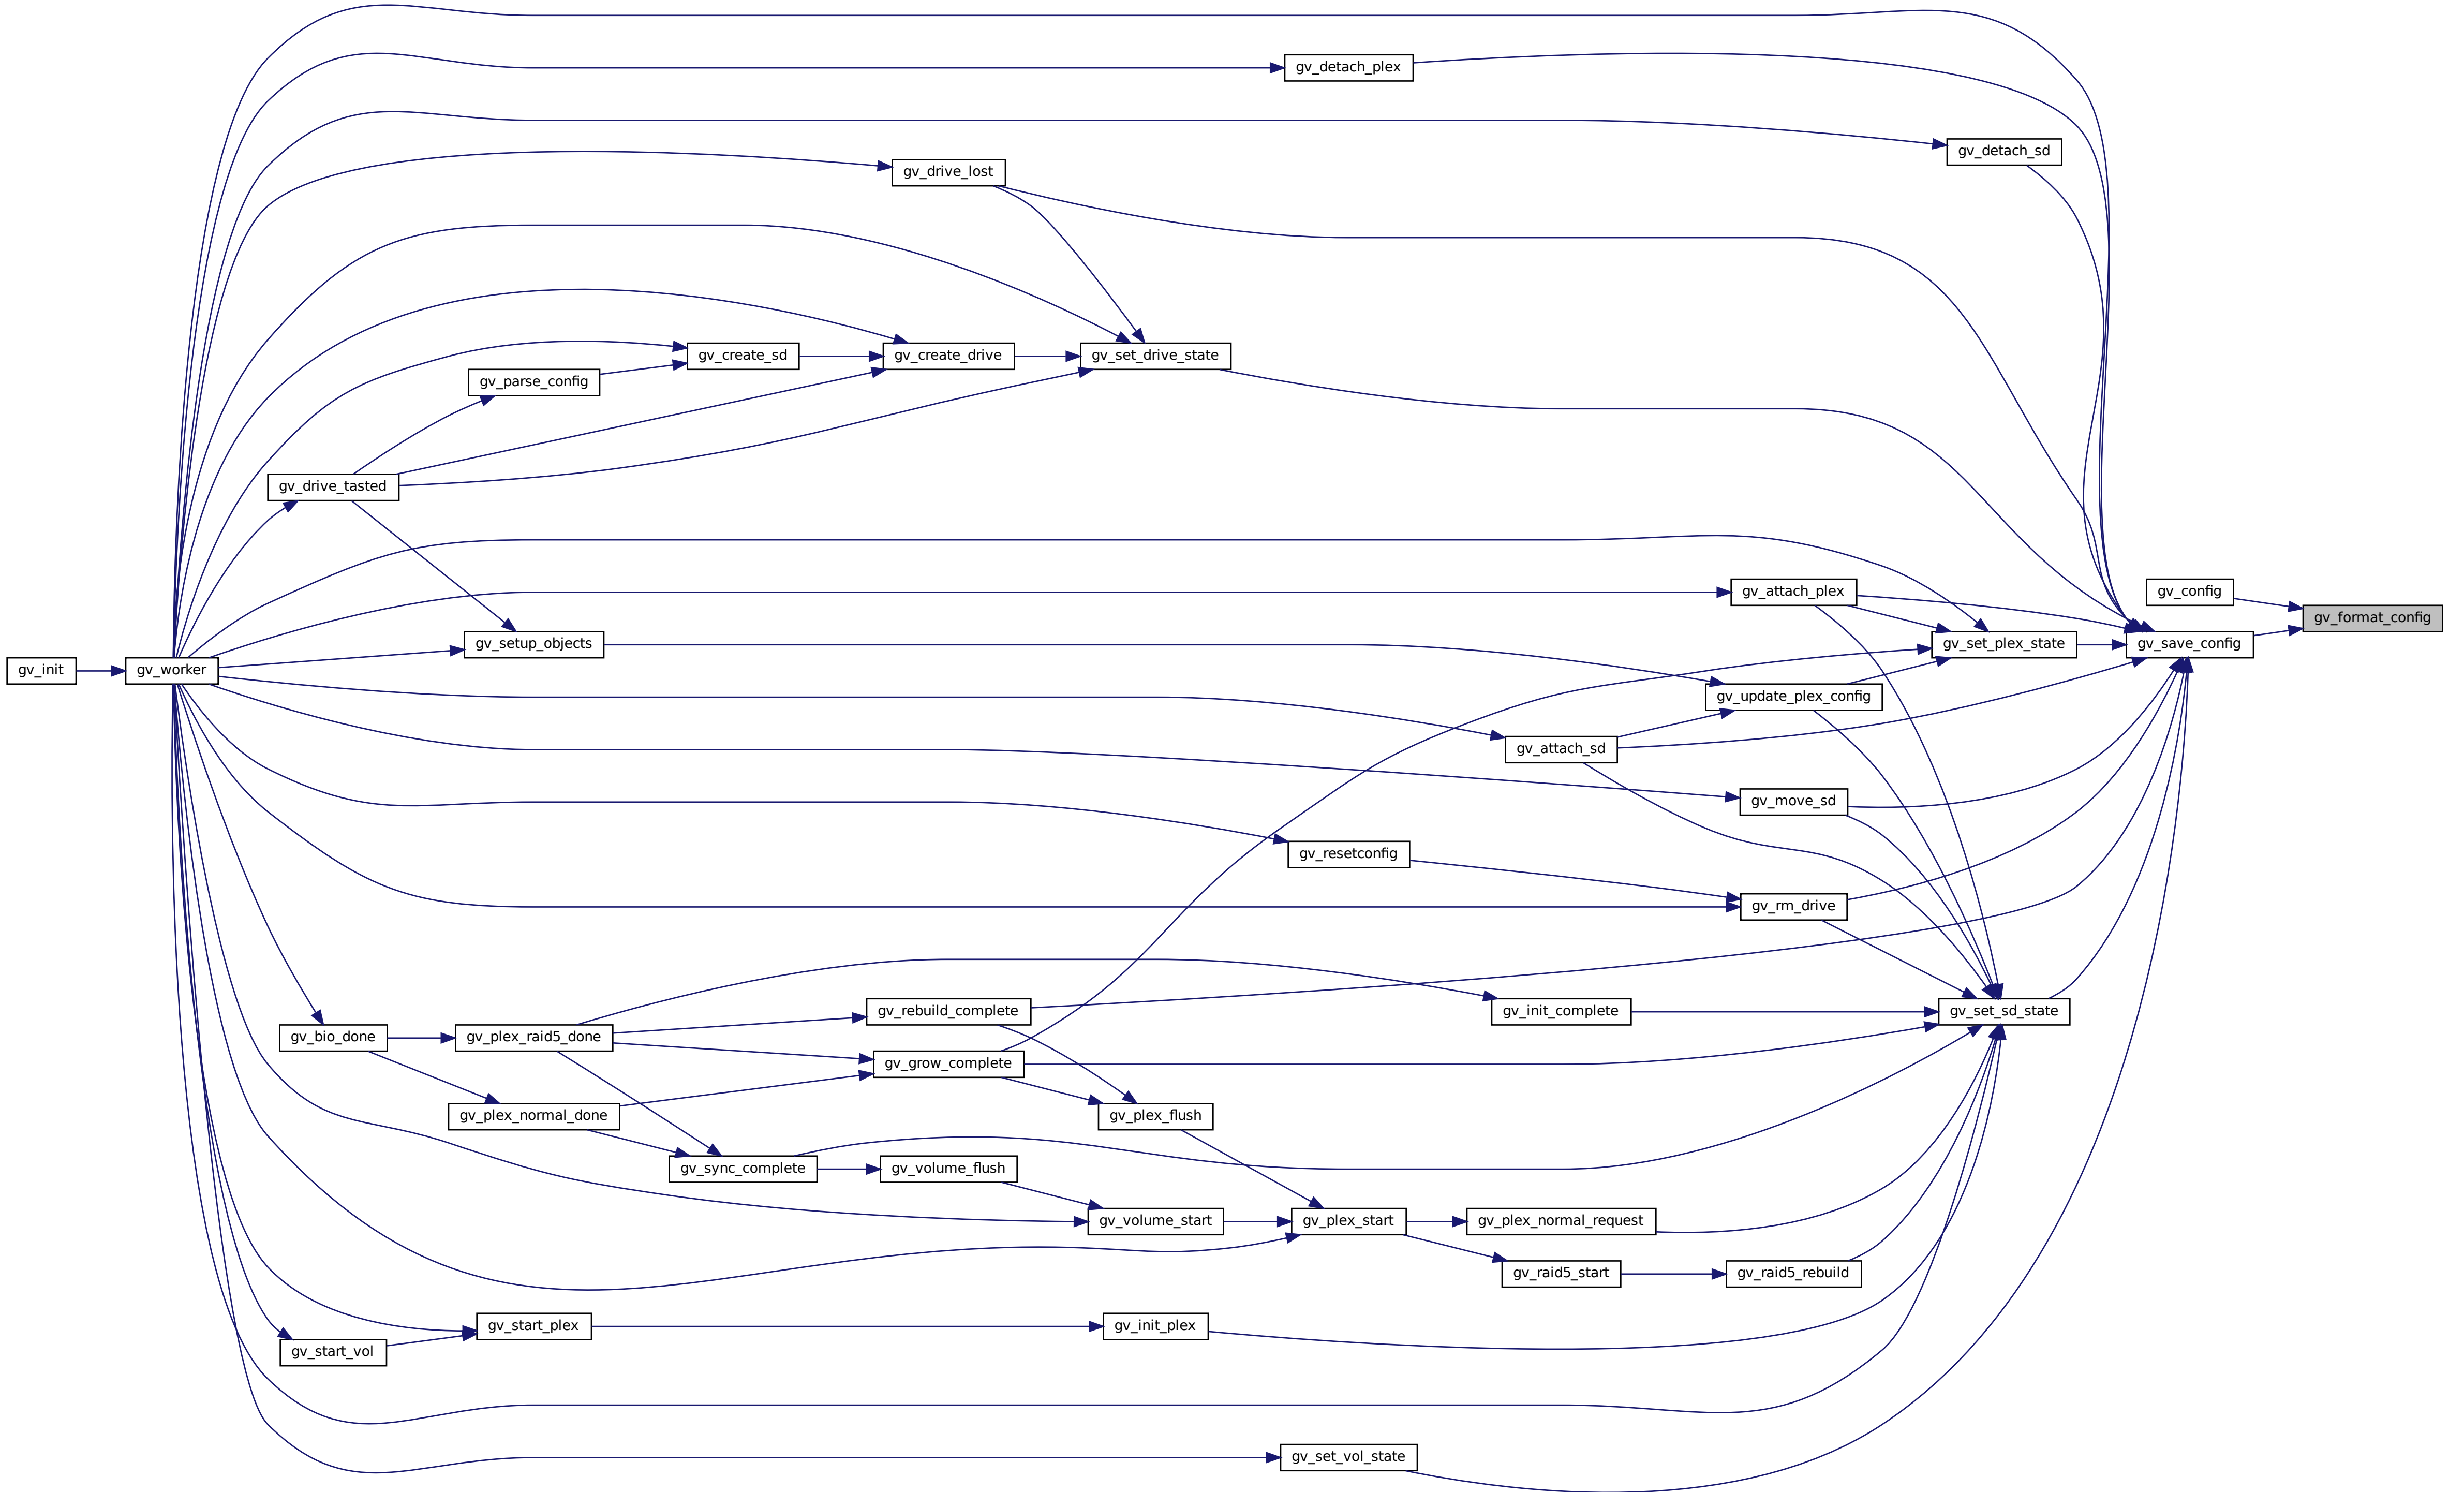 gv_detach_plex
gv_detach_sd
gv_drive_lost
gv_create_sd
gv_create_drive
gv_set_drive_state
gv_parse_config
gv_drive_tasted
gv_attach_plex
gv_config
gv_format_config
gv_setup_objects
gv_set_plex_state
gv_save_config
gv_init
gv_worker
gv_update_plex_config
gv_attach_sd
gv_move_sd
gv_resetconfig
gv_rm_drive
gv_rebuild_complete
gv_init_complete
gv_set_sd_state
gv_bio_done
gv_plex_raid5_done
gv_grow_complete
gv_plex_normal_done
gv_plex_flush
gv_sync_complete
gv_volume_flush
gv_volume_start
gv_plex_start
gv_plex_normal_request
gv_raid5_start
gv_raid5_rebuild
gv_start_plex
gv_init_plex
gv_start_vol
gv_set_vol_state